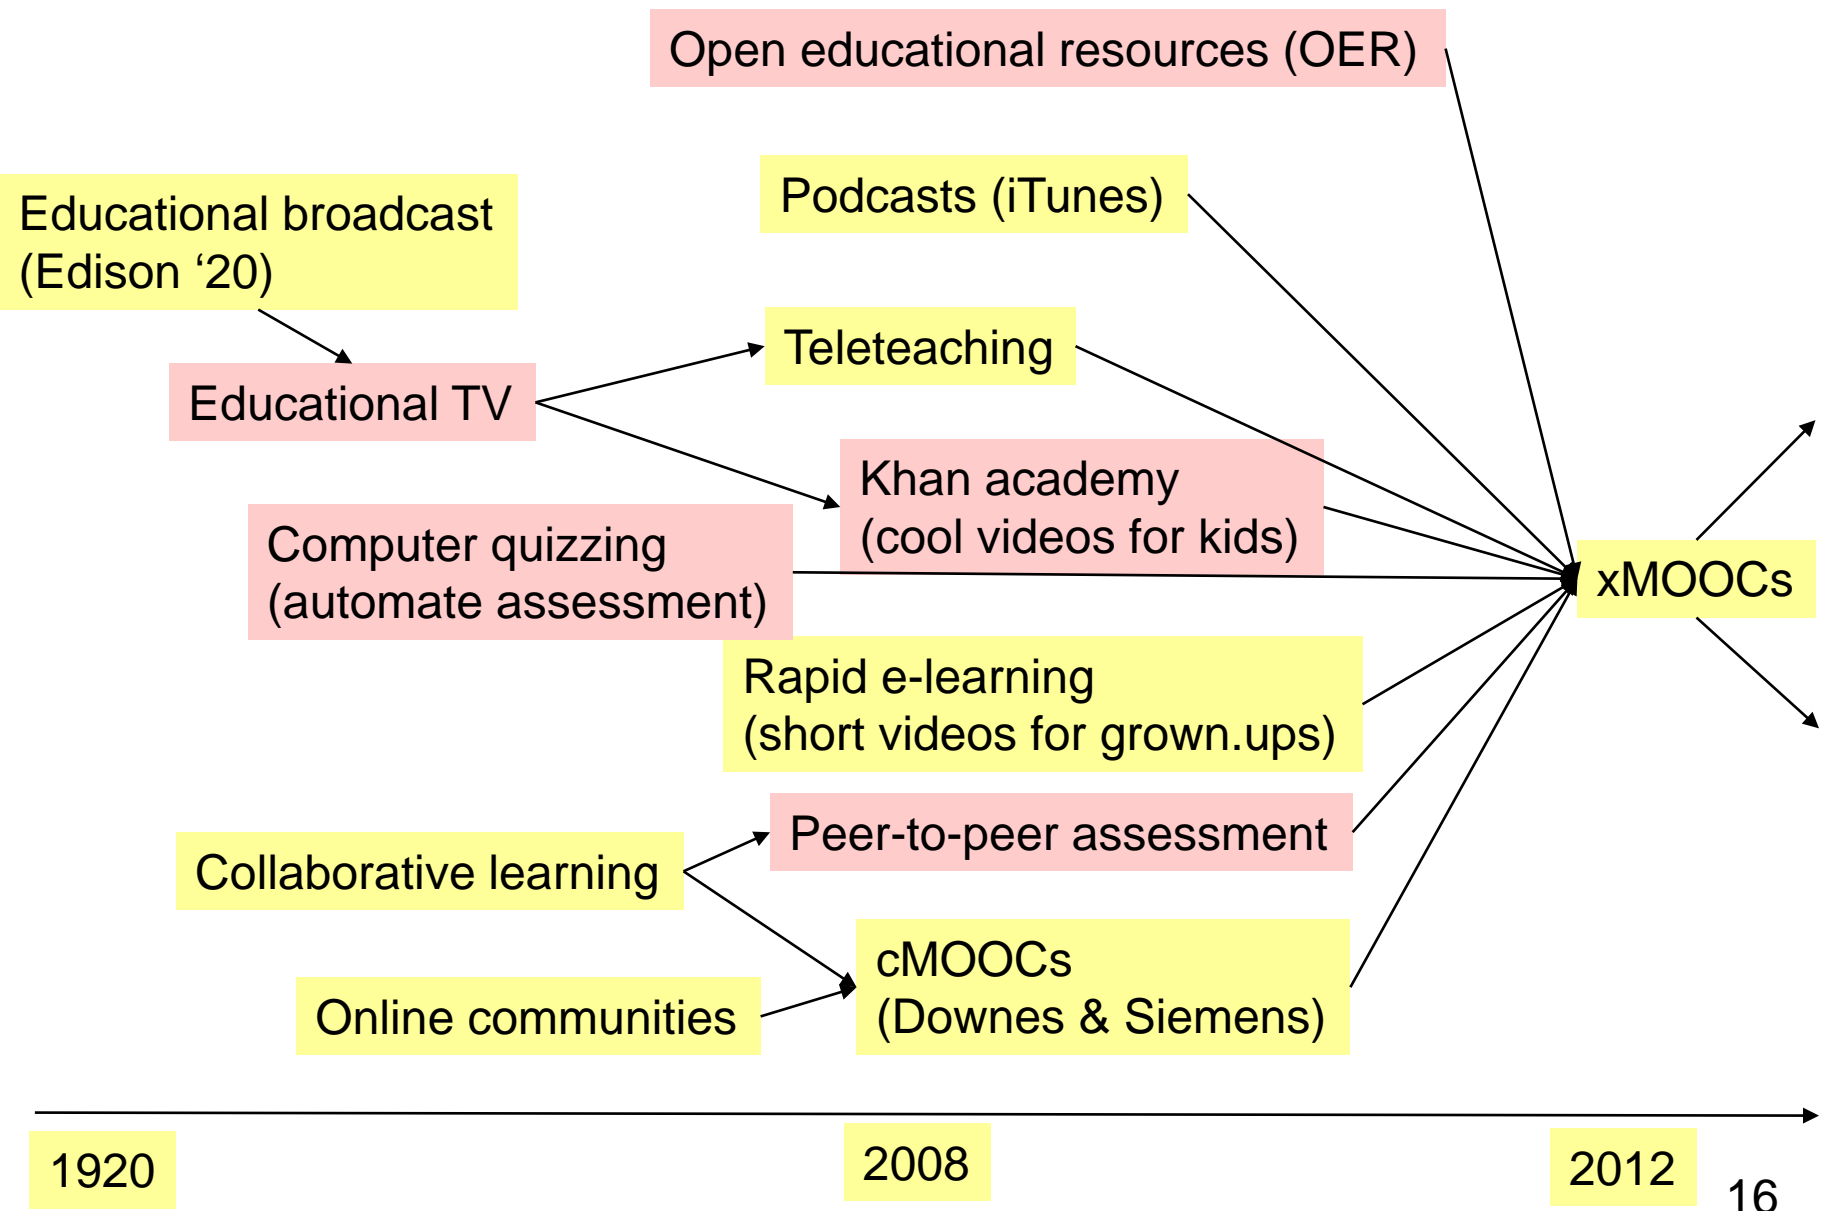 Open educational resources (OER)
Podcasts (iTunes)
Educational broadcast
(Edison ‘20)
Teleteaching
Educational TV
Khan academy
(cool videos for kids)
Computer quizzing
(automate assessment)
xMOOCs
Rapid e-learning
(short videos for grown.ups)
Peer-to-peer assessment
Collaborative learning
cMOOCs
(Downes & Siemens)
Online communities
1920
2008
2012
16